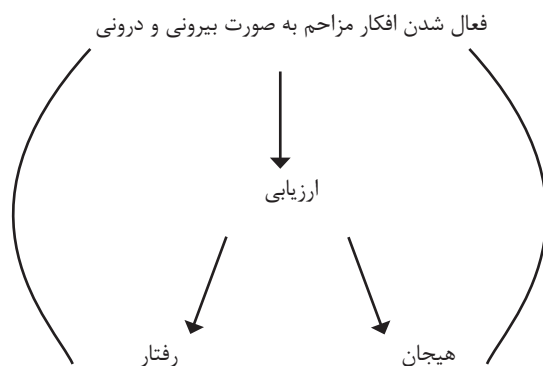 فعال شدن افکار مزاحم به صورت بیرونی و درونی
ارزیابی
هیجان
رفتار